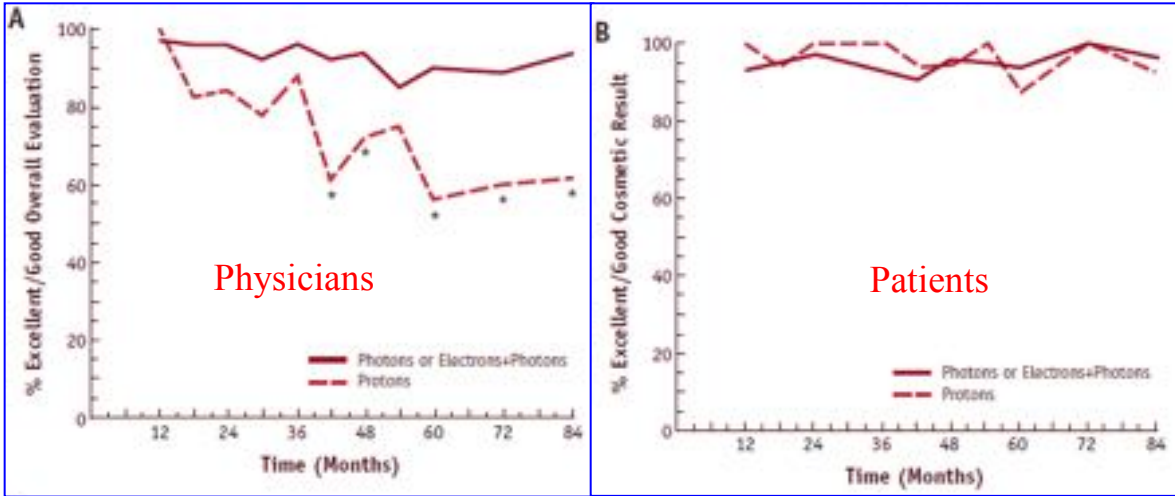 A
% Excellent/Good Overall Evaluation
100
80
60
40
20
0
*
*
*
*
*
Physicians
Photons or Electrons+Photons
Protons
12 24 36 48 60 72 84
Time (Months)
B
% Excellent/Good Cosmetic Result
100
80
60
40
20
0
Patients
Photons or Electrons+Photons
Protons
12 24 36 48 60 72 84
Time (Months)